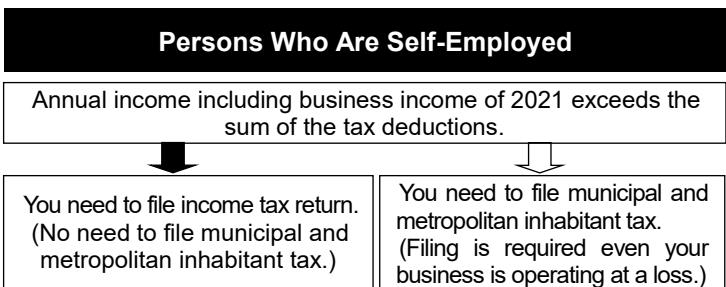 Persons Who Are Self-Employed
Annual income including business income of 2021 exceeds the
sum of the tax deductions.
You need to file income tax return.
(No need to file municipal and
metropolitan inhabitant tax.)
You need to file municipal and
metropolitan inhabitant tax.
(Filing is required even your
business is operating at a loss.)